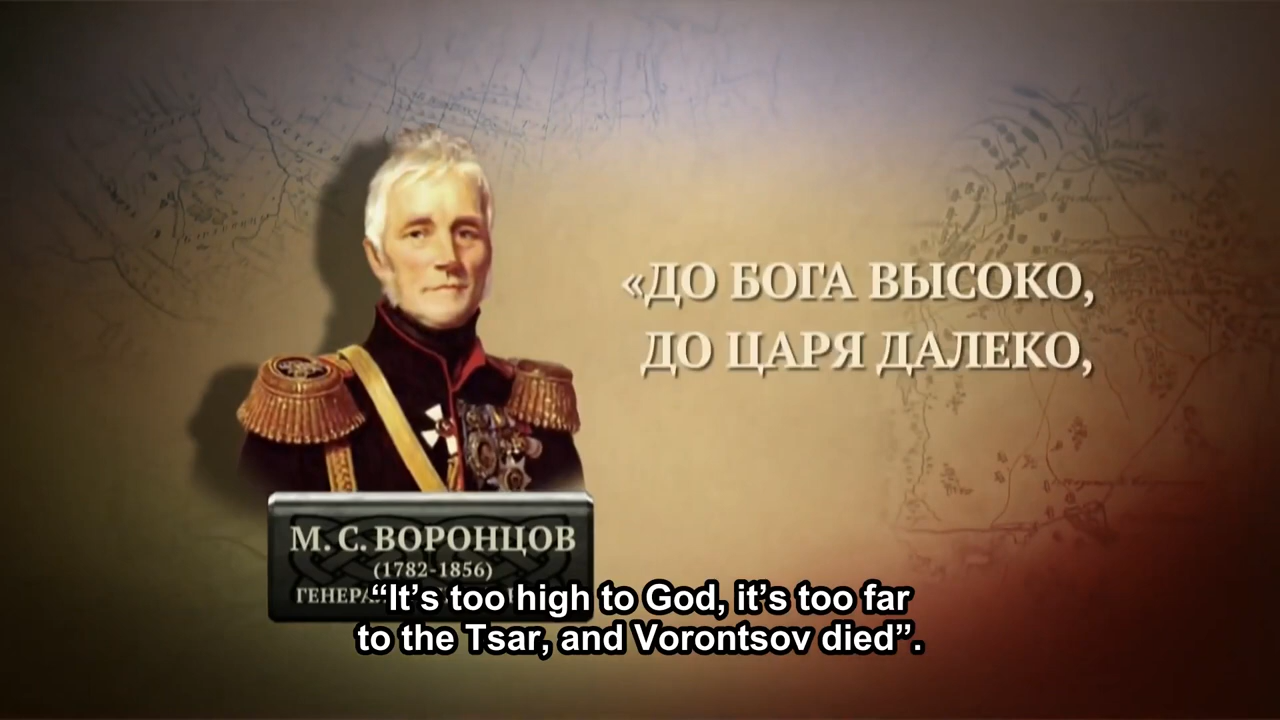 «ДО БОГА ВЫСОКО,
ДО ЦАРЯ ДАЛЕКО,
М. С. ВОРОНЦОВ
(1782-1856)
“It’s too high to God, it’s too far
to the Tsar, and Vorontsov died”.